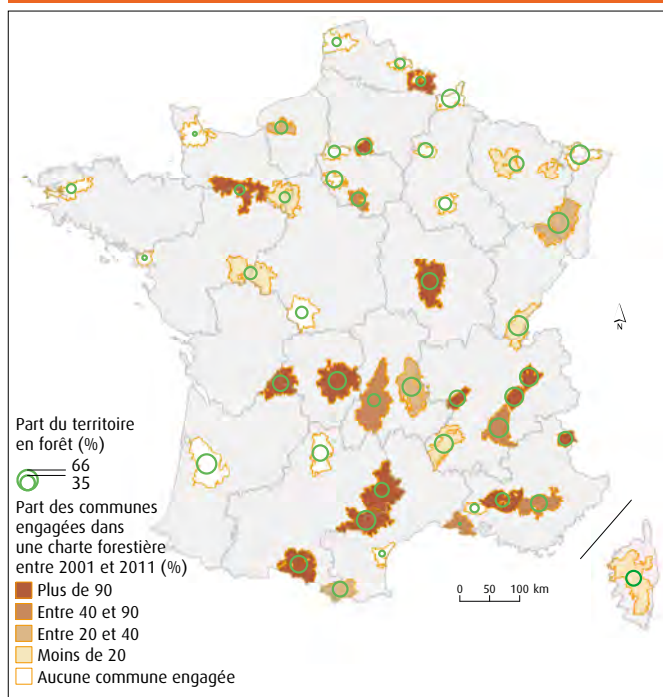 Part du territoire
en forêt (%)
66
35
Part des communes
engagées dans
une charte forestière
entre 2001 et 2011 (%)
Plus de 90
Entre 40 et 90
Entre 20 et 40
Moins de 20
Aucune commune engagée
0 50 100 km
N